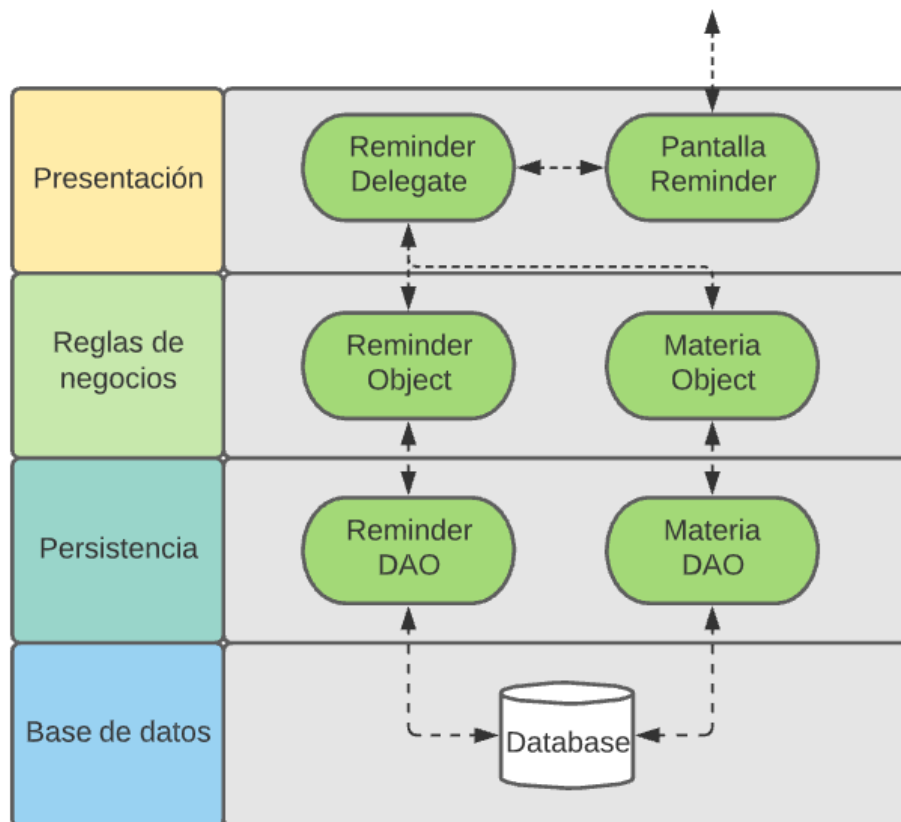 Presentación
Reminder
Delegate
Pantalla
Reminder
Reglas de
negocios
Reminder
Object
Materia
Object
Persistencia
Reminder
DAO
Materia
DAO
Base de datos
Database